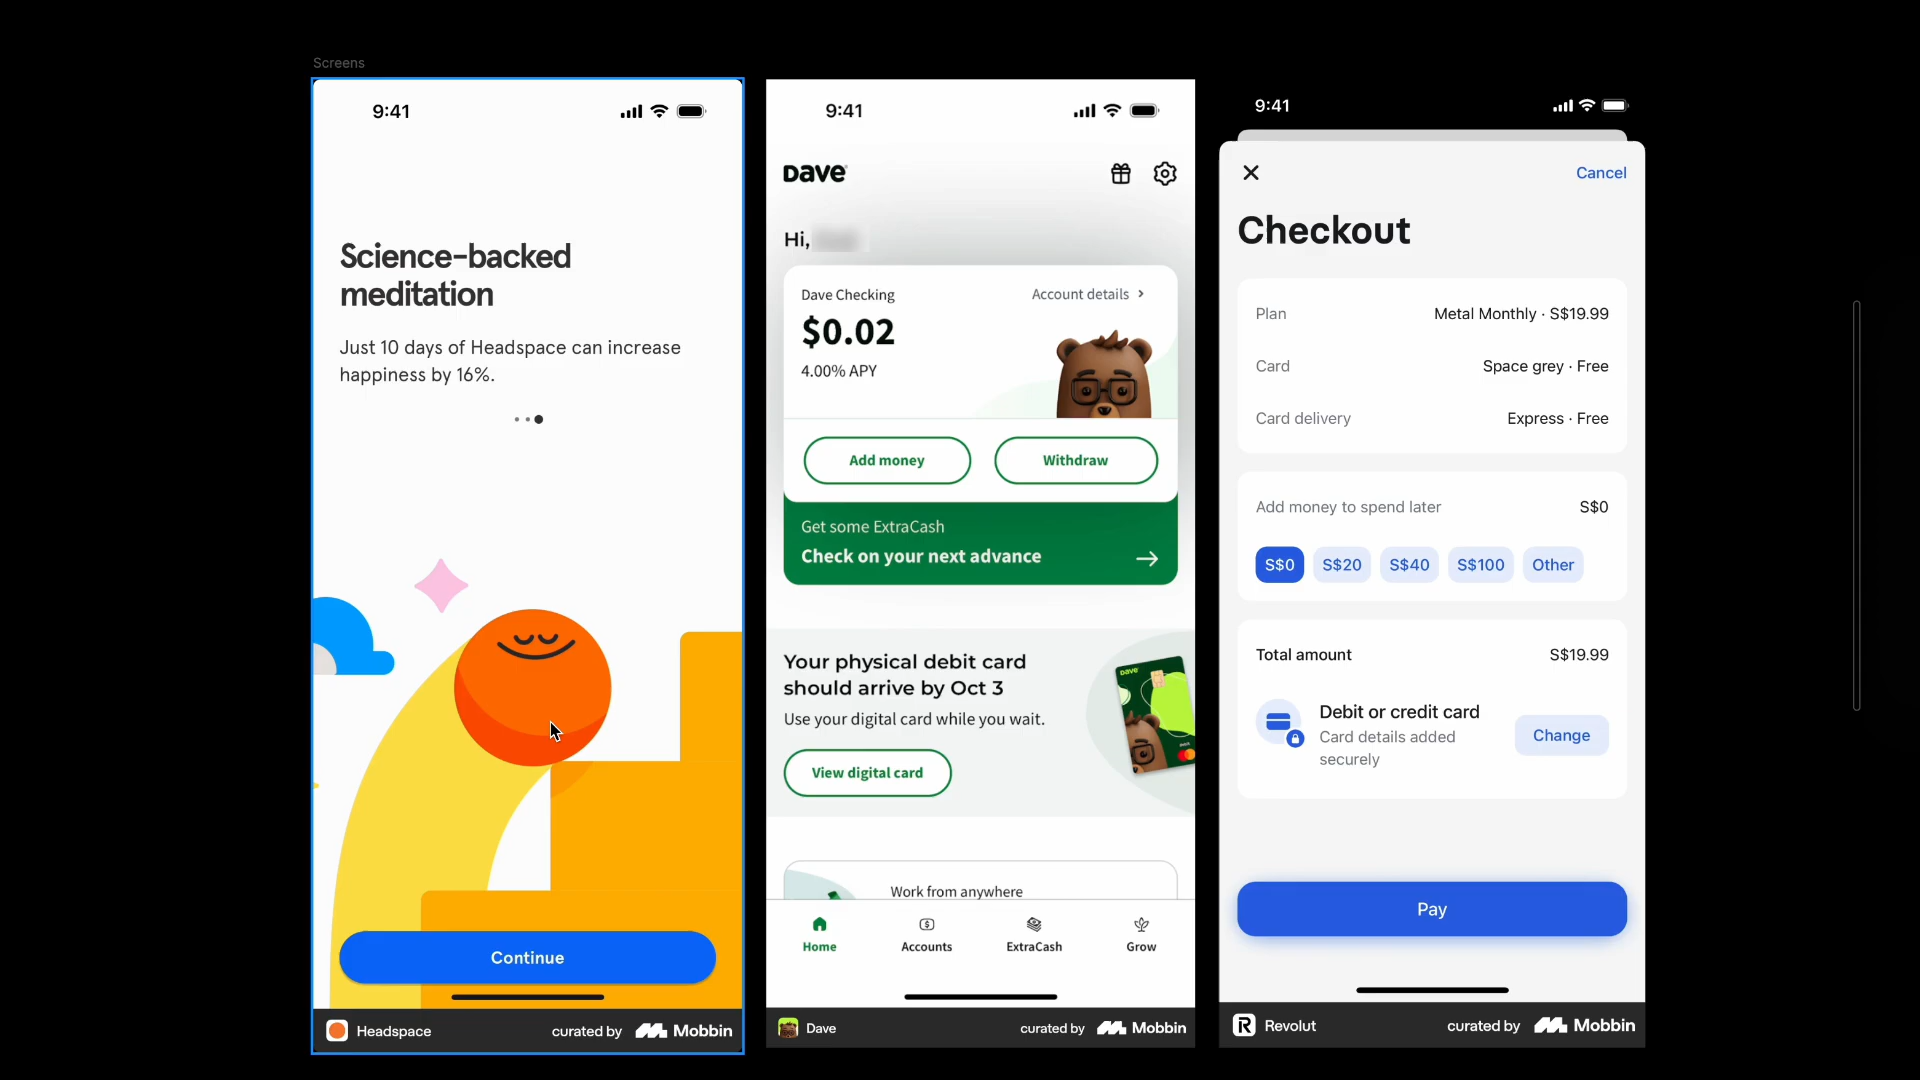 Screens
9:41
Science-backed
meditation
Just 10 days of Headspace can increase
happiness by 16%.
Continue
Headspace
curated by Mobbin
9:41
Dave
Hi,
Dave Checking
Account details
$0.02
4.00% APY
Add money
Withdraw
Get some ExtraCash
Check on your next advance
Your physical debit card
should arrive by Oct 3
Use your digital card while you wait.
View digital card
Dave
Work from anywhere
Home
Accounts
ExtraCash
Grow
Dave
curated by Mobbin
9:41
Cancel
Checkout
Plan
Metal Monthly · S$19.99
Card
Space grey · Free
Card delivery
Express · Free
Add money to spend later
S$0
S$0
S$20
S$40
S$100
Other
Total amount
S$19.99
Debit or credit card
Card details added
securely
Change
Pay
R
Revolut
curated by Mobbin